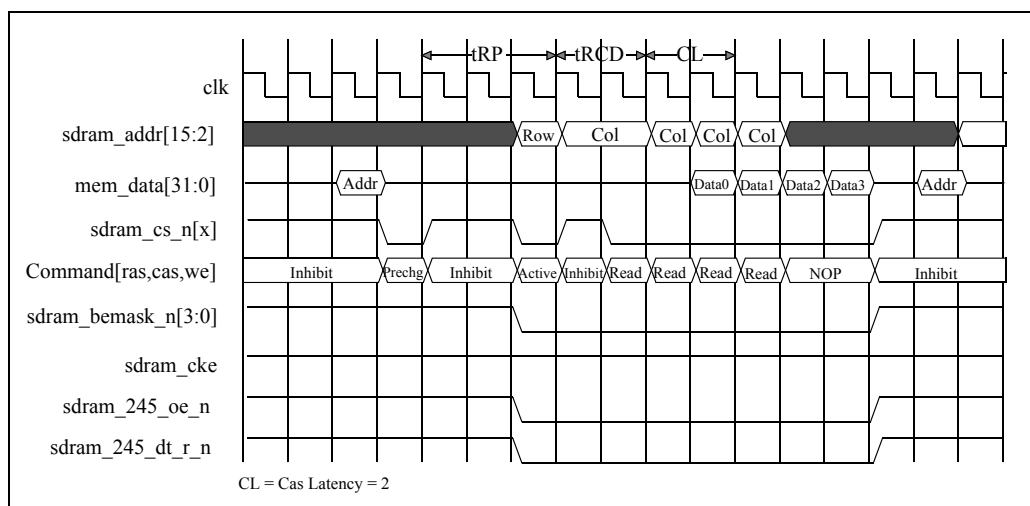 tRP tRCD CL
clk
sdram_addr[15:2] Row Col Col Col Col
mem_data[31:0] Addr Data0 Data1 Data2 Data3 Addr
sdram_cs_n[x]
Command[ras,cas,we] Inhibit Prechg Inhibit Active Inhibit Read Read Read Read NOP Inhibit
sdram_bemask_n[3:0]
sdram_cke
sdram_245_oe_n
sdram_245_dt_r_n
CL = Cas Latency = 2